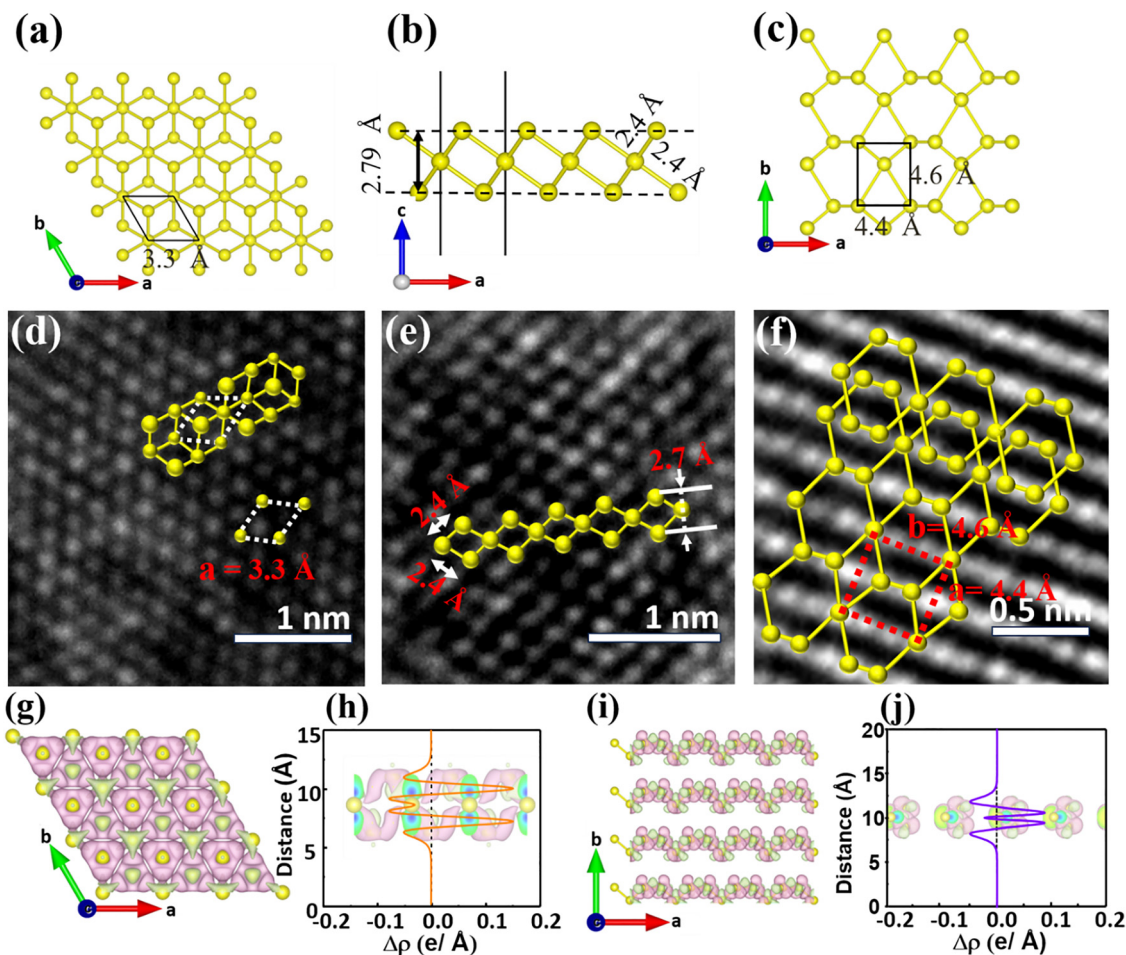 (a)
(b)
(c)
2.79 Å
2.4 Å
2.4 Å
4.6 Å
4.4 Å
3.3 Å
b
a
c
c
a
b
a
c
(d)
(e)
(f)
a = 3.3 Å
1 nm
2.4 Å
2.4 Å
2.7 Å
1 nm
b= 4.6 Å
a= 4.4 Å
0.5 nm
(g)
(h)
(i)
(j)
b
a
c
15
10
5
0
Distance (Å)
-0.2 -0.1 0.0 0.1 0.2
Δρ (e/ Å)
b
a
c
20
15
10
5
0
Distance (Å)
-0.2 -0.1 0.0 0.1 0.2
Δρ (e/ Å)